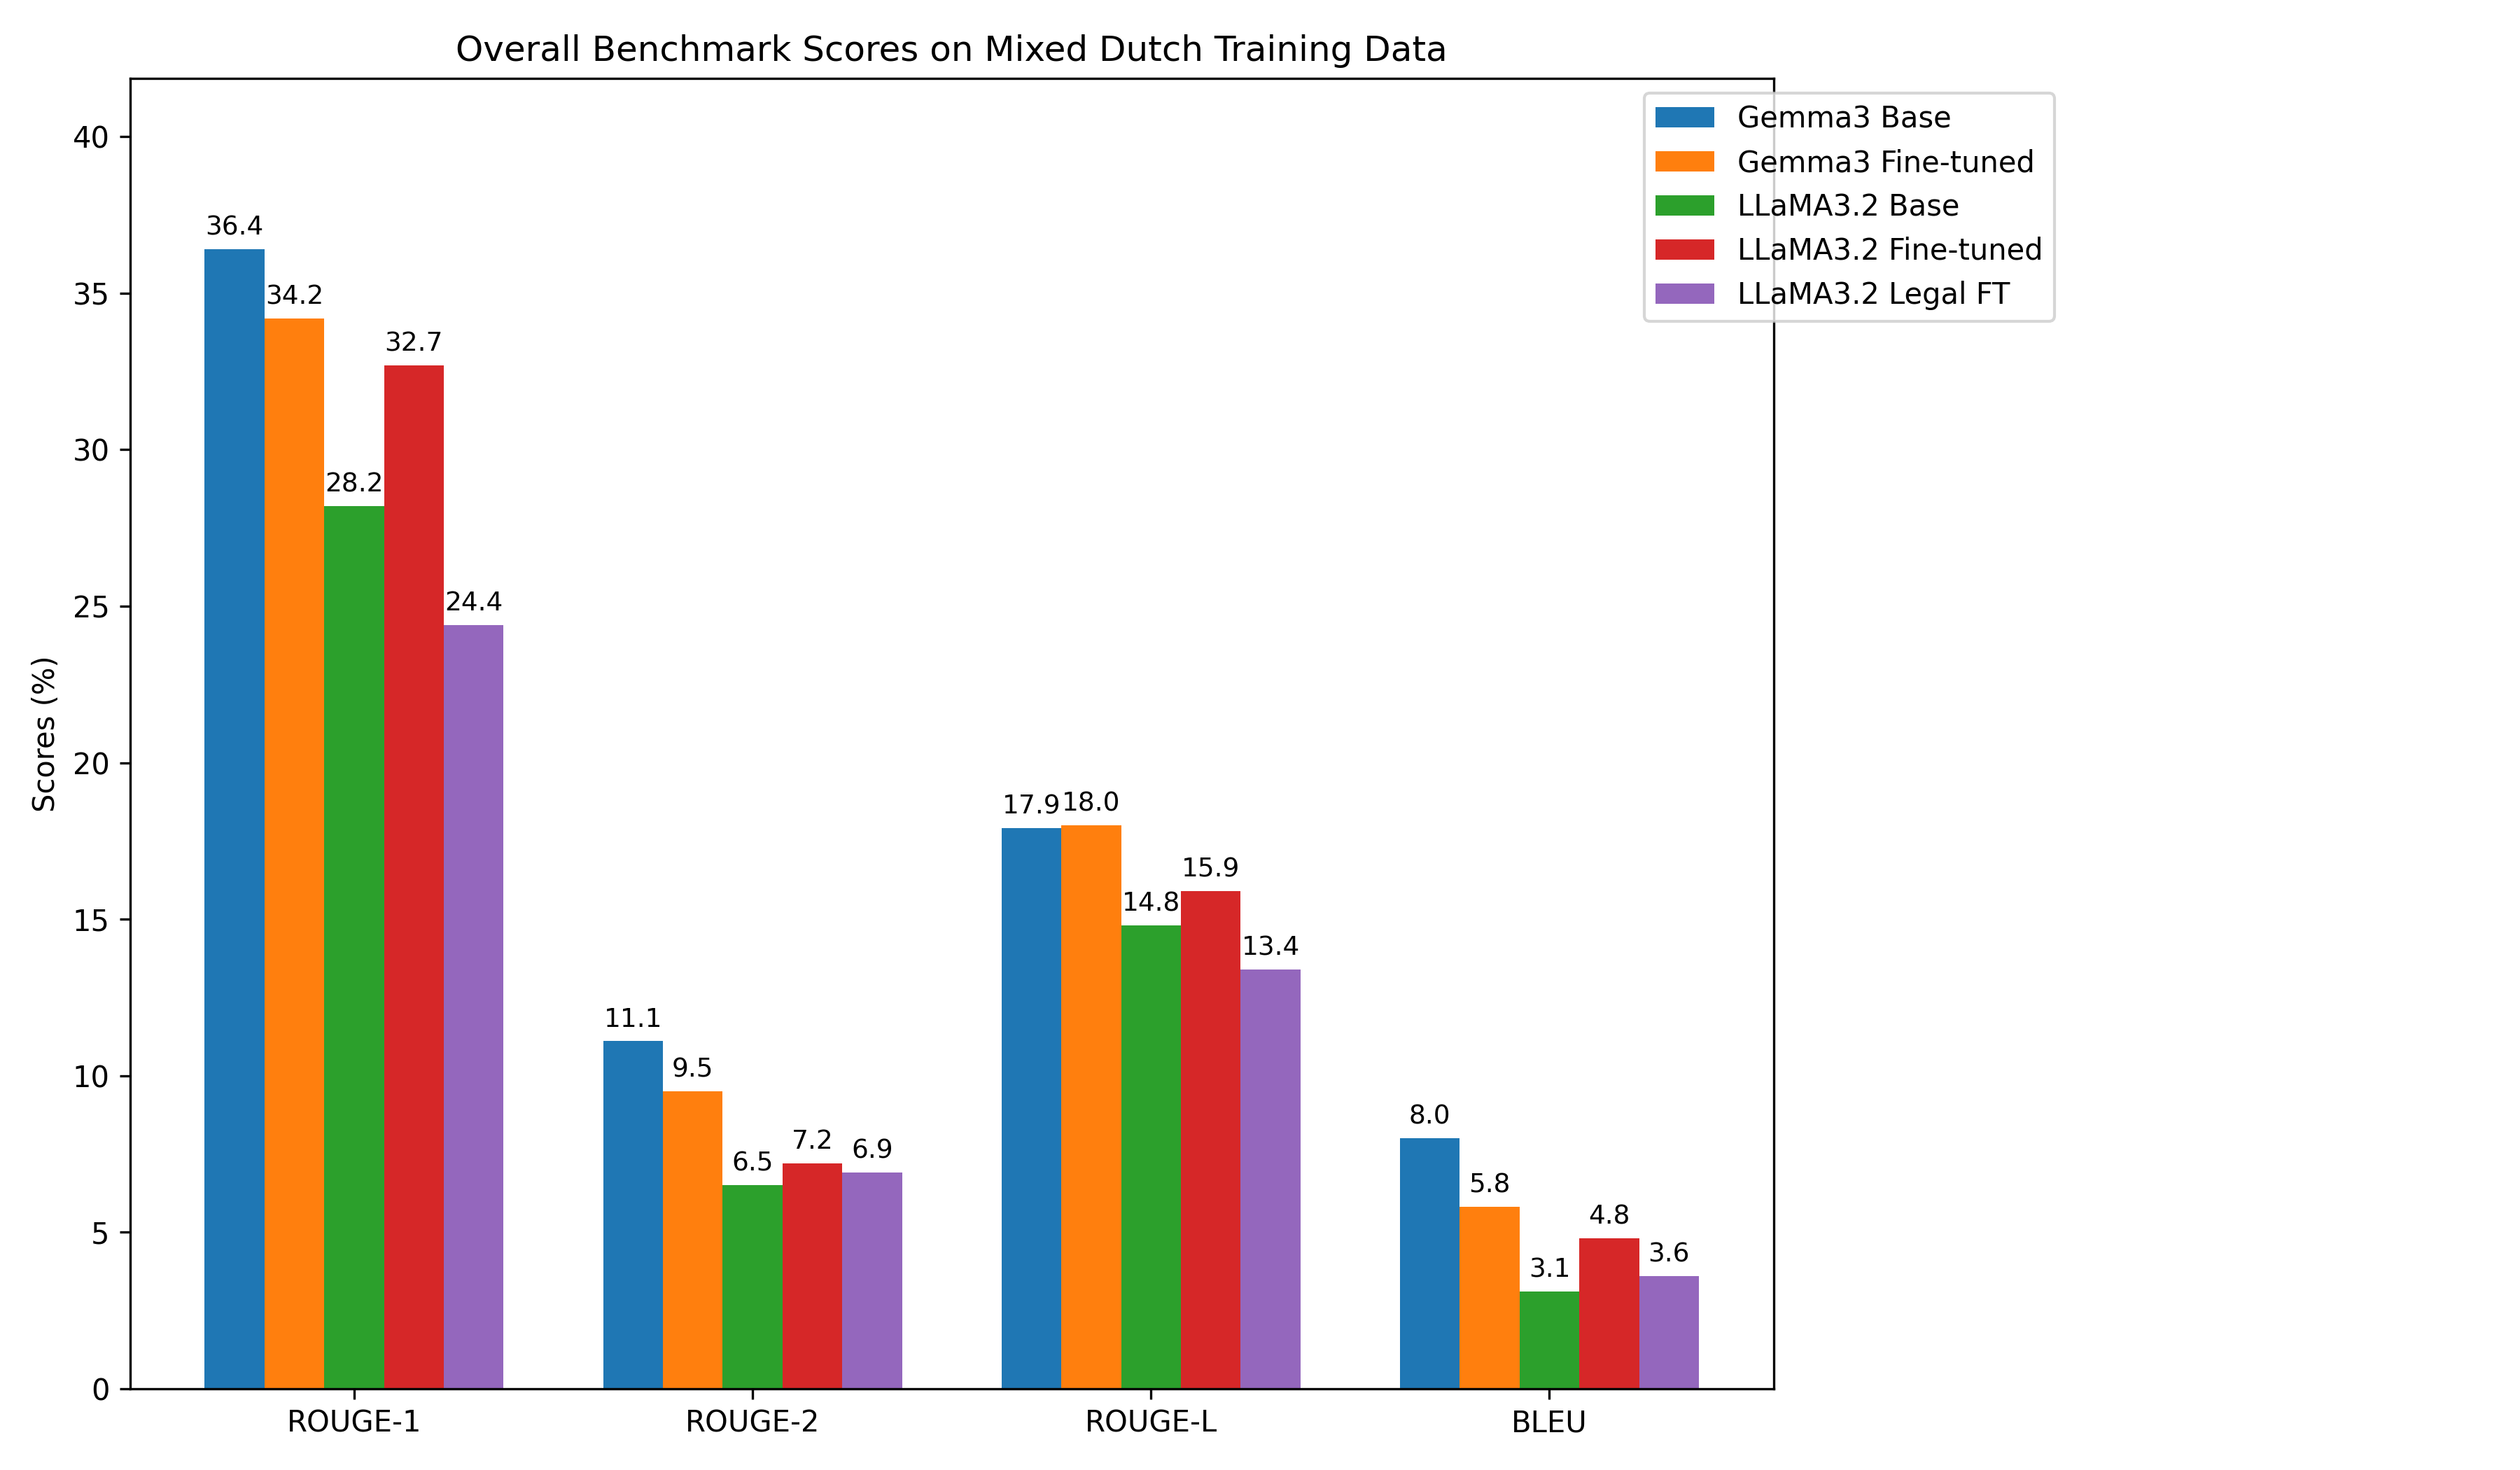 Overall Benchmark Scores on Mixed Dutch Training Data
Gemma3 Base
Gemma3 Fine-tuned
LLaMA3.2 Base
LLaMA3.2 Fine-tuned
LLaMA3.2 Legal FT
Scores (%)
40
35
30
25
20
15
10
5
0
36.4
34.2
28.2
32.7
24.4
11.1
9.5
6.5
7.2
6.9
17.9
18.0
14.8
15.9
13.4
8.0
5.8
3.1
4.8
3.6
ROUGE-1
ROUGE-2
ROUGE-L
BLEU